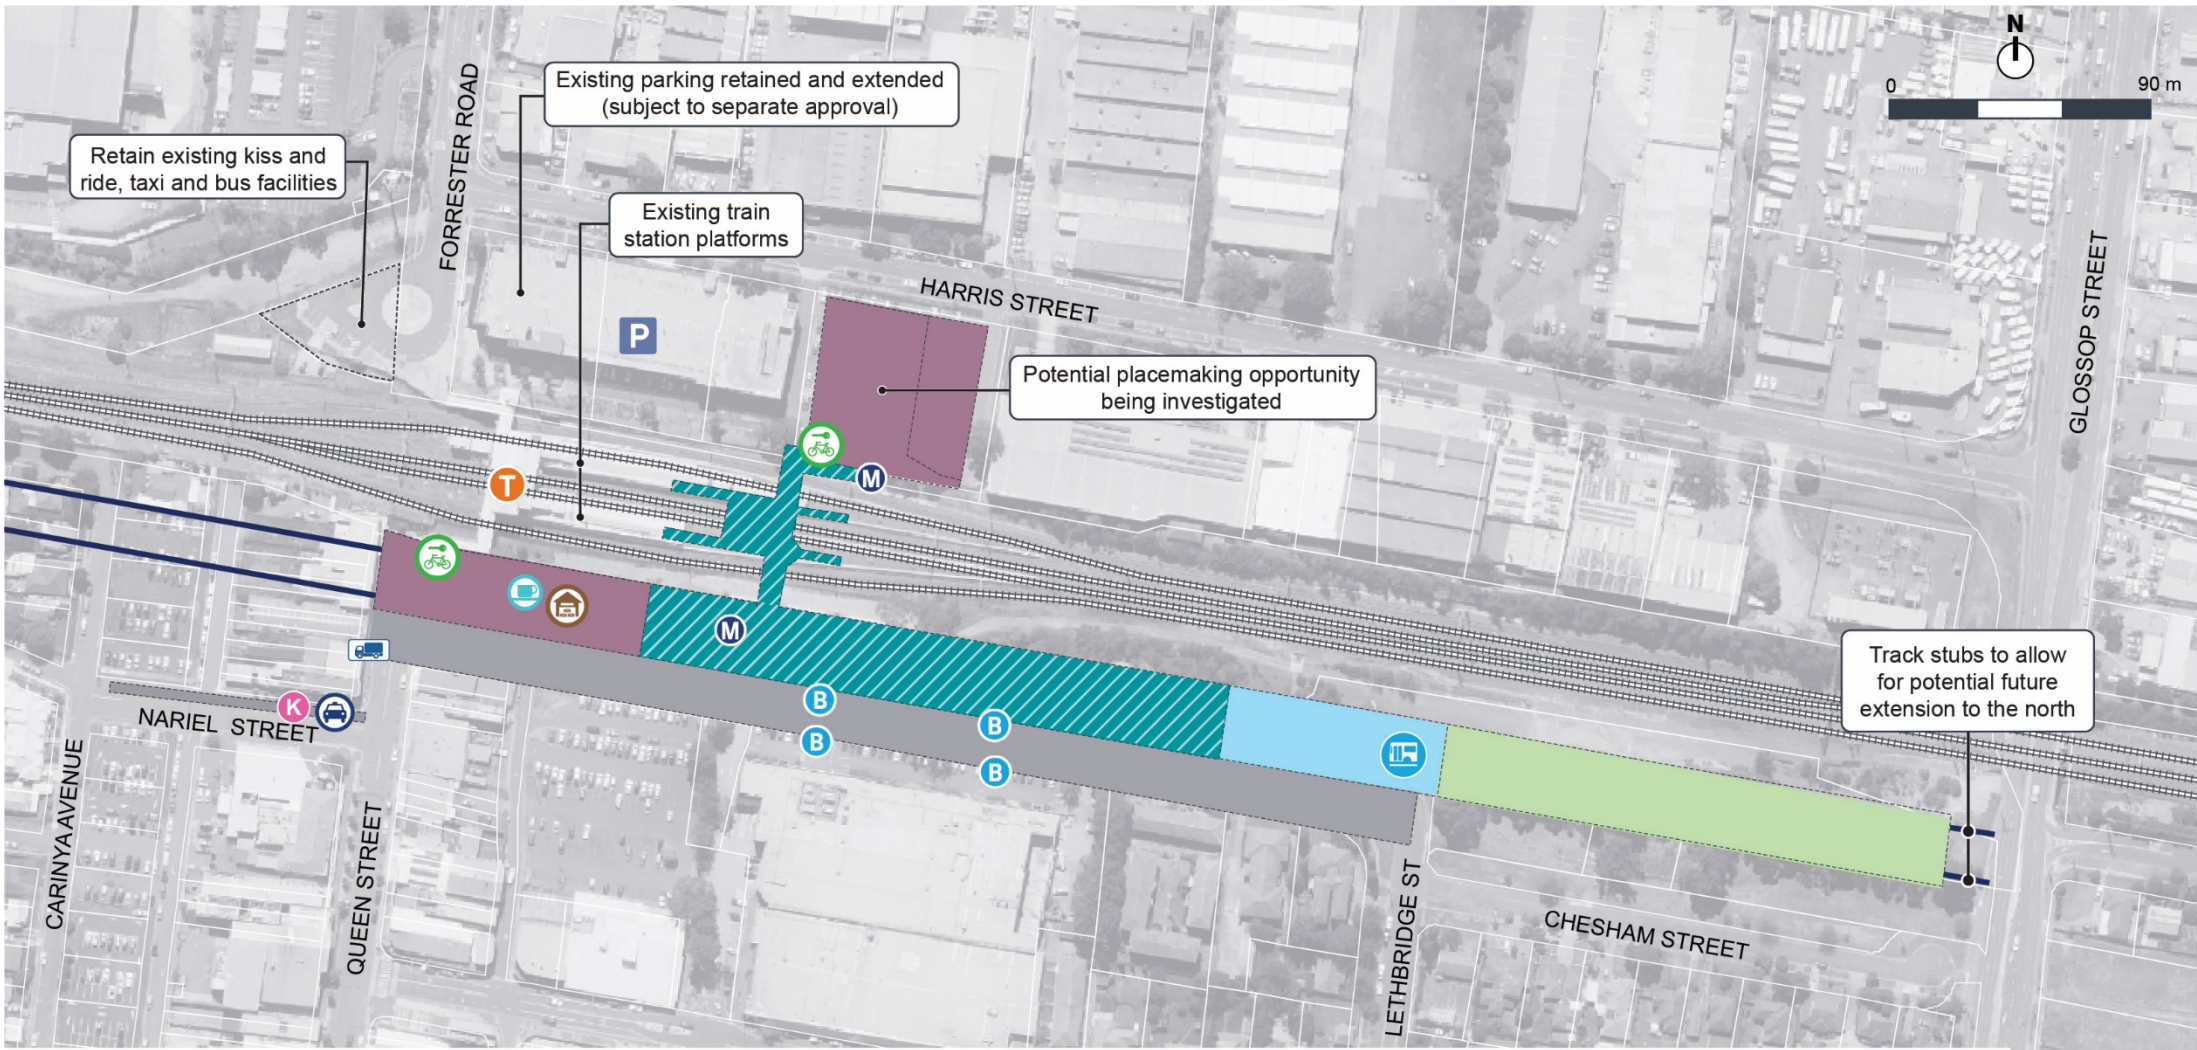 N
0
90 m
Existing parking retained and extended
(subject to separate approval)
FORRESTER ROAD
Retain existing kiss and
ride, taxi and bus facilities
Existing train
station platforms
HARRIS STREET
GLOSSOP STREET
P
Potential placemaking opportunity
being investigated
T
M
M
Track stubs to allow
for potential future
extension to the north
K
NARIEL STREET
B
B
B
B
CARINYA AVENUE
QUEEN STREET
LETHBRIDGE ST
CHESHAM STREET